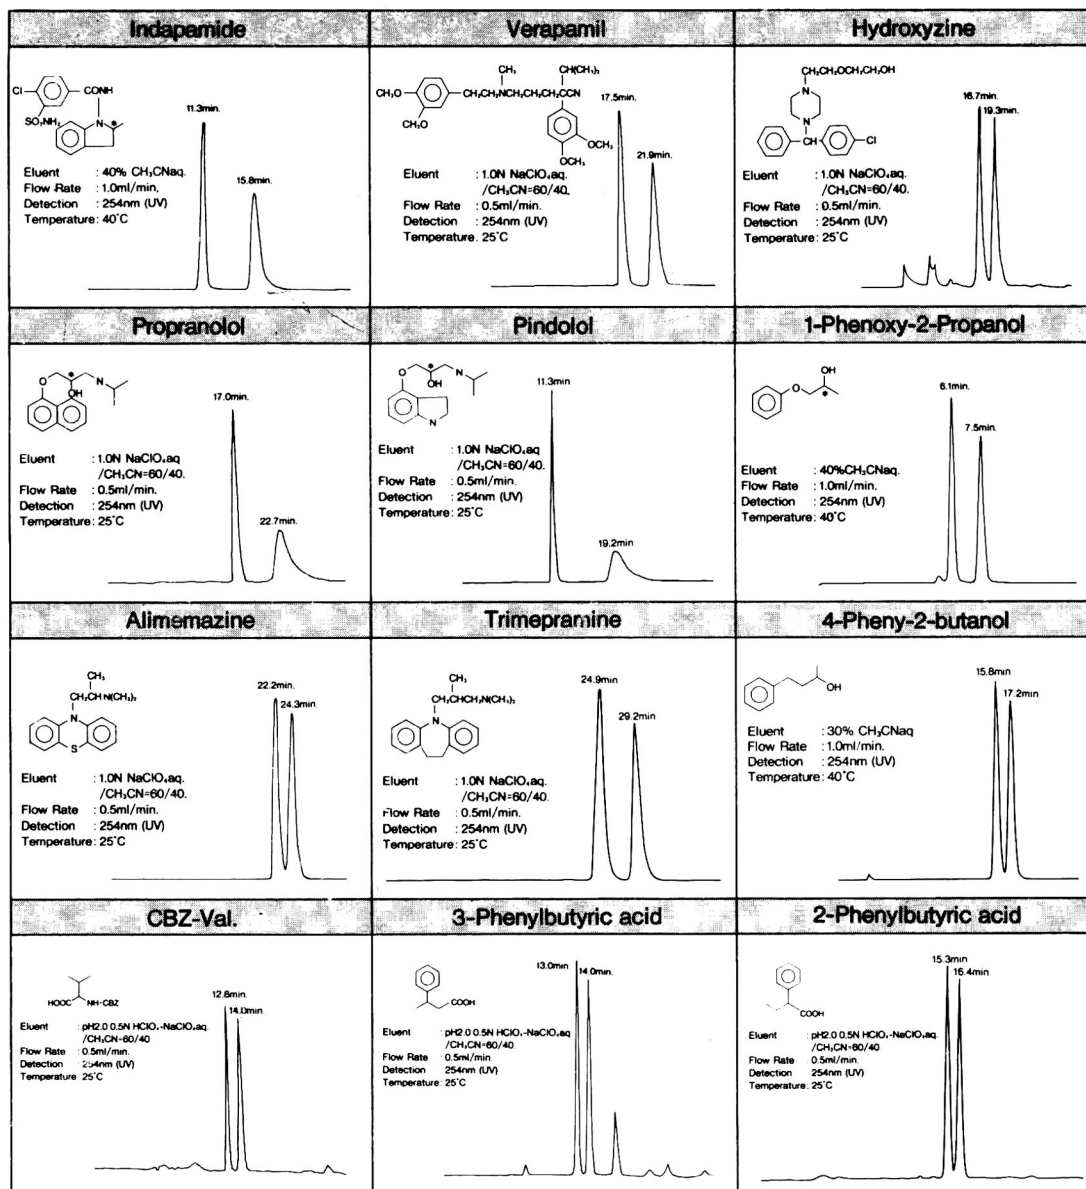 Indapamide
Cl
CONH
SO₂NH₂
N
*
Eluent : 40% CH₃CNaq.
Flow Rate : 1.0ml/min.
Detection : 254nm (UV)
Temperature : 40°C
11.3min.
15.8min.
Verapamil
CH₃
CH(CH₃)₂
CH₃O
CH₂CH₂NCH₂CH₂CH₂C CN
CH₃O
OCH₃
OCH₃
Eluent : 1.0N NaClO₄aq.
/CH₃CN=60/40.
Flow Rate : 0.5ml/min.
Detection : 254nm (UV)
Temperature : 25°C
17.5min.
21.9min.
Hydroxyzine
CH₂CH₂OCH₂CH₂OH
N
N
CH
Cl
Eluent : 1.0N NaClO₄aq.
/CH₃CN=60/40.
Flow Rate : 0.5ml/min.
Detection : 254nm (UV)
Temperature : 25°C
16.7min.
19.3min.
Propranolol
O
*
OH
N
Eluent : 1.0N NaClO₄aq
/CH₃CN=60/40.
Flow Rate : 0.5ml/min.
Detection : 254nm (UV)
Temperature : 25°C
17.0min.
22.7min.
Pindolol
O
*
OH
N
N
Eluent : 1.0N NaClO₄aq
/CH₃CN=60/40.
Flow Rate : 0.5ml/min.
Detection : 254nm (UV)
Temperature : 25°C
11.3min
19.2min
1-Phenoxy-2-Propanol
OH
O
*
Eluent : 40%CH₃CNaq.
Flow Rate : 1.0ml/min.
Detection : 254nm (UV)
Temperature : 40°C
6.1min.
7.5min.
Alimemazine
CH₃
CH₂CH N(CH₃)₂
N
S
Eluent : 1.0N NaClO₄aq.
/CH₃CN=60/40.
Flow Rate : 0.5ml/min.
Detection : 254nm (UV)
Temperature : 25°C
22.2min.
24.3min.
Trimepramine
CH₃
CH₂CHCH₂N(CH₃)₂
N
Eluent : 1.0N NaClO₄aq.
/CH₃CN=60/40.
Flow Rate : 0.5ml/min.
Detection : 254nm (UV)
Temperature : 25°C
24.9min.
29.2min
4-Pheny-2-butanol
OH
Eluent : 30% CH₃CNaq
Flow Rate : 1.0ml/min.
Detection : 254nm (UV)
Temperature : 40°C
15.8min
17.2min.
CBZ-Val.
HOOC
NH-CBZ
Eluent : pH2.0 0.5N HClO₄-NaClO₄aq.
/CH₃CN=60/40
Flow Rate : 0.5ml/min.
Detection : 254nm (UV)
Temperature : 25°C
12.8min.
14.0min.
3-Phenylbutyric acid
COOH
Eluent : pH2.0 0.5N HClO₄-NaClO₄aq
/CH₃CN=60/40
Flow Rate : 0.5ml/min.
Detection : 254nm (UV)
Temperature : 25°C
13.0min
14.0min.
2-Phenylbutyric acid
COOH
Eluent : pH2.0 0.5N HClO₄-NaClO₄aq.
/CH₃CN=60/40
Flow Rate : 0.5ml/min.
Detection : 254nm (UV)
Temperature : 25°C
15.3min
16.4min